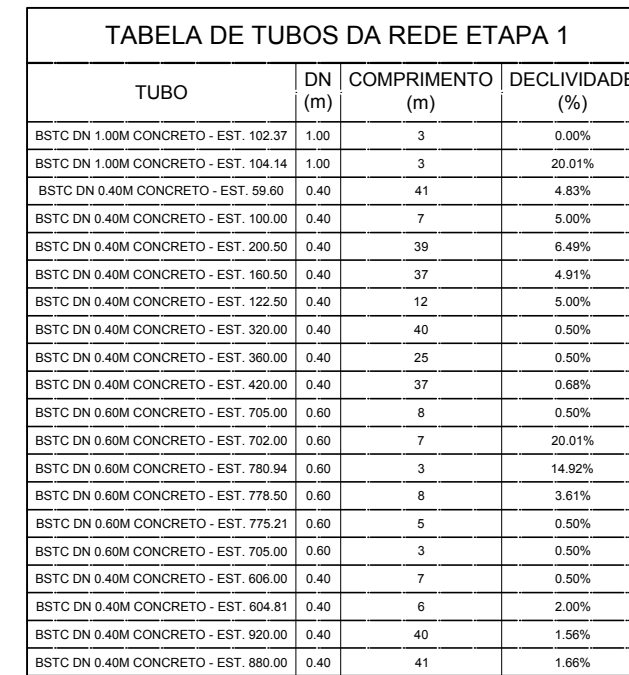 TABELA DE TUBOS DA REDE ETAPA 1
TUBO DN (m) COMPRIMENTO (m) DECLIVIDADE (%)
BSTC DN 1.00M CONCRETO - EST. 102.37 1.00 3 0.00%
BSTC DN 1.00M CONCRETO - EST. 104.14 1.00 3 20.01%
BSTC DN 0.40M CONCRETO - EST. 59.60 0.40 41 4.83%
BSTC DN 0.40M CONCRETO - EST. 100.00 0.40 7 5.00%
BSTC DN 0.40M CONCRETO - EST. 200.50 0.40 39 6.49%
BSTC DN 0.40M CONCRETO - EST. 160.50 0.40 37 4.91%
BSTC DN 0.40M CONCRETO - EST. 122.50 0.40 12 5.00%
BSTC DN 0.40M CONCRETO - EST. 320.00 0.40 40 0.50%
BSTC DN 0.40M CONCRETO - EST. 360.00 0.40 25 0.50%
BSTC DN 0.40M CONCRETO - EST. 420.00 0.40 37 0.68%
BSTC DN 0.60M CONCRETO - EST. 705.00 0.60 8 0.50%
BSTC DN 0.60M CONCRETO - EST. 702.00 0.60 7 20.01%
BSTC DN 0.60M CONCRETO - EST. 780.94 0.60 3 14.92%
BSTC DN 0.60M CONCRETO - EST. 778.50 0.60 8 3.61%
BSTC DN 0.60M CONCRETO - EST. 775.21 0.60 5 0.50%
BSTC DN 0.60M CONCRETO - EST. 705.00 0.60 3 0.50%
BSTC DN 0.40M CONCRETO - EST. 606.00 0.40 7 0.50%
BSTC DN 0.40M CONCRETO - EST. 604.81 0.40 6 2.00%
BSTC DN 0.40M CONCRETO - EST. 920.00 0.40 40 1.56%
BSTC DN 0.40M CONCRETO - EST. 880.00 0.40 41 1.66%